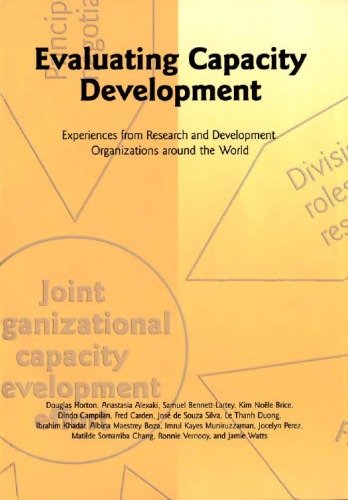 Princip
negotia
Evaluating Capacity
Development
Experiences from Research and Development
Organizations around the World
Divisi
roles
res
Joint
ganizational
capacity
evelopment
Douglas Horton, Anastasia Alexaki, Samuel Bennett-Lartey, Kim Noële Brice,
Dindo Campilan, Fred Carden, José de Souza Silva, Le Thanh Duong,
Ibrahim Khadar, Albina Maestrey Boza, Imrul Kayes Muniruzzaman, Jocelyn Perez,
Matilde Somarriba Chang, Ronnie Vernooy, and Jamie Watts